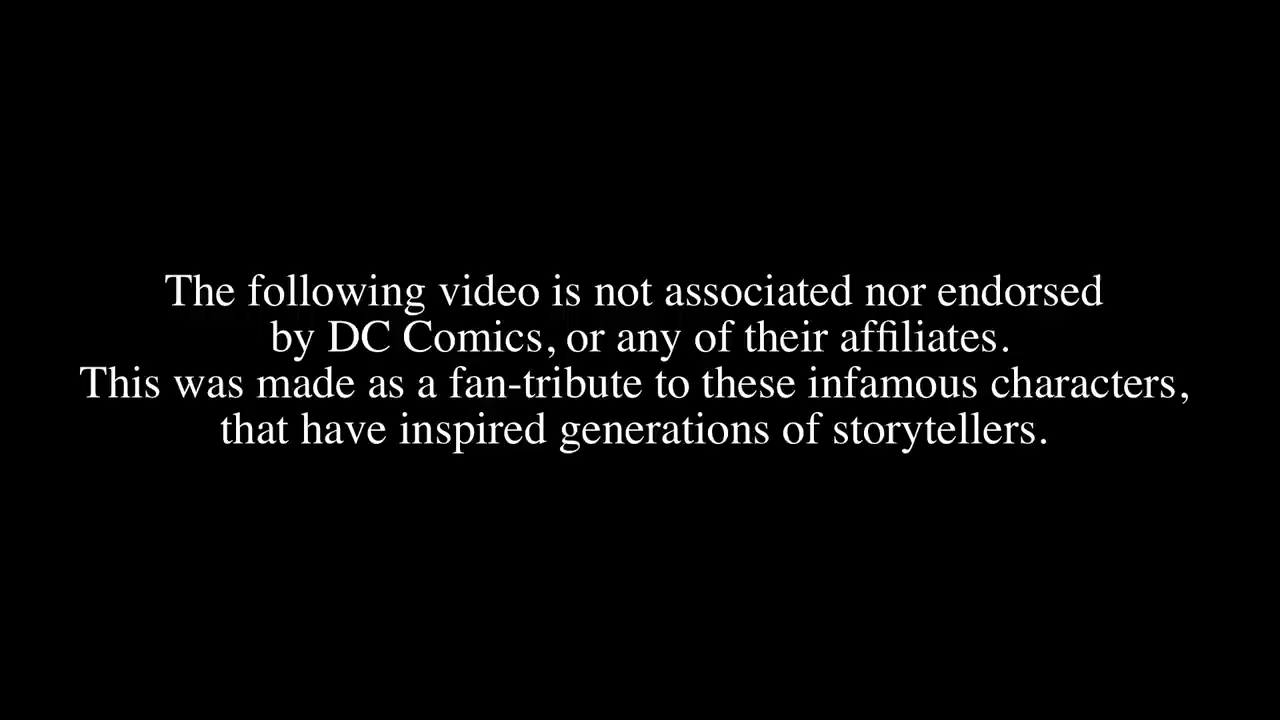 The following video is not associated nor endorsed
by DC Comics, or any of their affiliates.
This was made as a fan-tribute to these infamous characters,
that have inspired generations of storytellers.